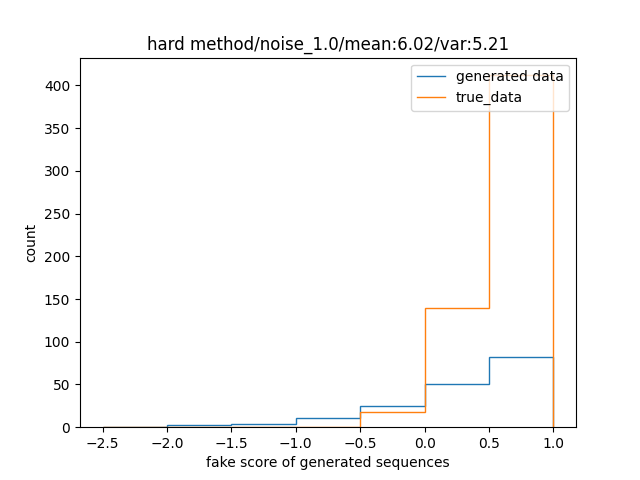 hard method/noise_1.0/mean:6.02/var:5.21
generated data
true_data
400
350
300
250
200
150
100
50
0
count
−2.5 −2.0 −1.5 −1.0 −0.5 0.0 0.5 1.0
fake score of generated sequences